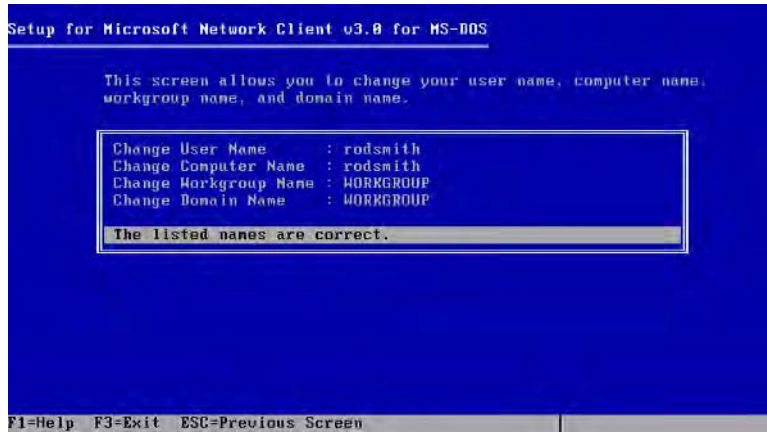 Setup for Microsoft Network Client v3.0 for MS-DOS
This screen allows you to change your user name, computer name,
workgroup name, and domain name.
Change User Name : rodsmith
Change Computer Name : rodsmith
Change Workgroup Name : WORKGROUP
Change Domain Name : WORKGROUP
The listed names are correct.
F1=Help F3=Exit ESC=Previous Screen